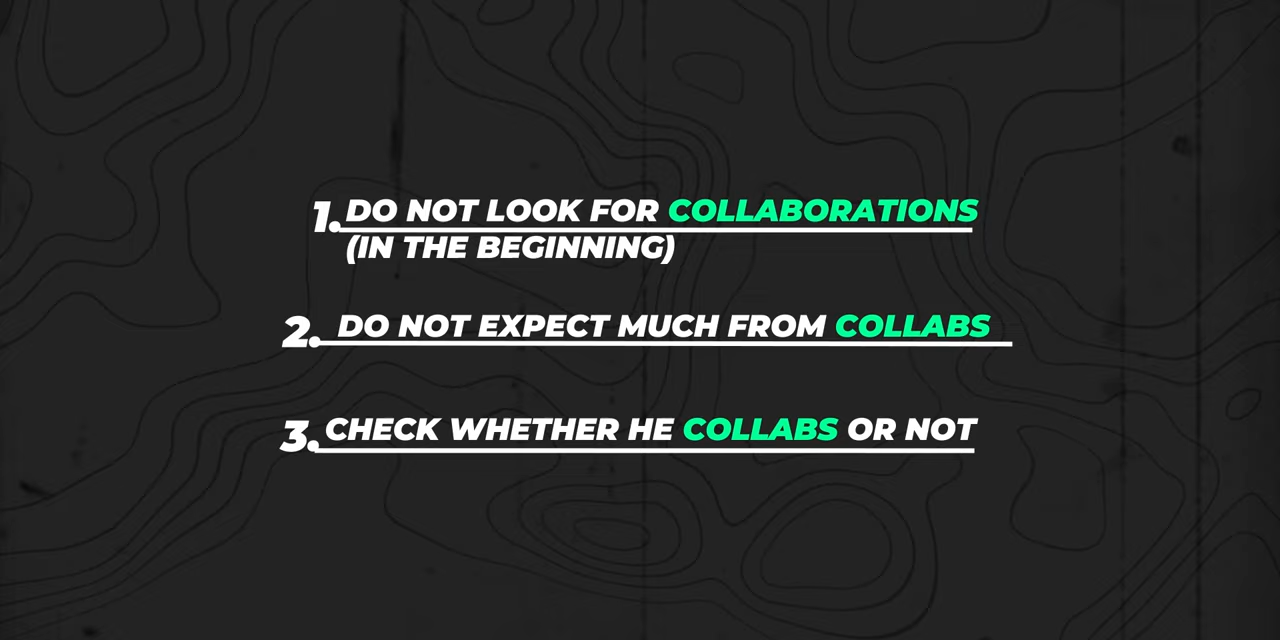 1. DO NOT LOOK FOR COLLABORATIONS
(IN THE BEGINNING)
2. DO NOT EXPECT MUCH FROM COLLABS
3. CHECK WHETHER HE COLLABS OR NOT